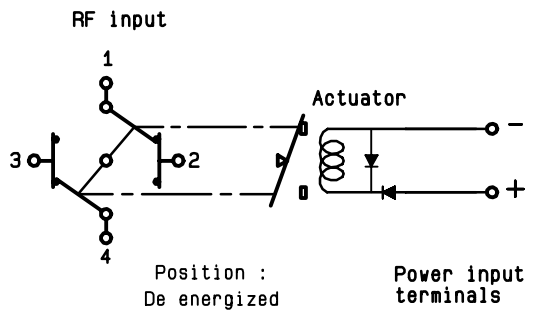 RF input
1
Actuator
-
3
2
+
4
Position :
De energized
Power input
terminals